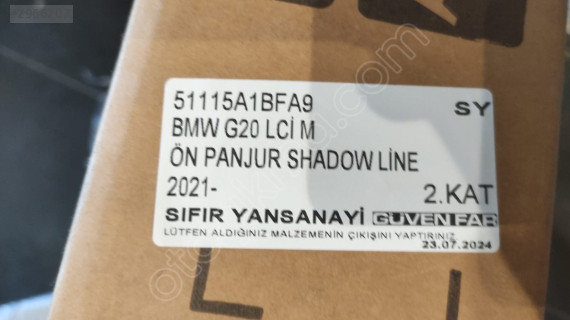 51115A1BFA9 SY
BMW G20 LCİ M
ÖN PANJUR SHADOW LİNE
2021- 2.KAT
SIFIR YANSANAYİ GÜVEN FAR
LÜTFEN ALDIĞINIZ MALZEMENİN ÇIKIŞINI YAPTIRINIZ
23.07.2024